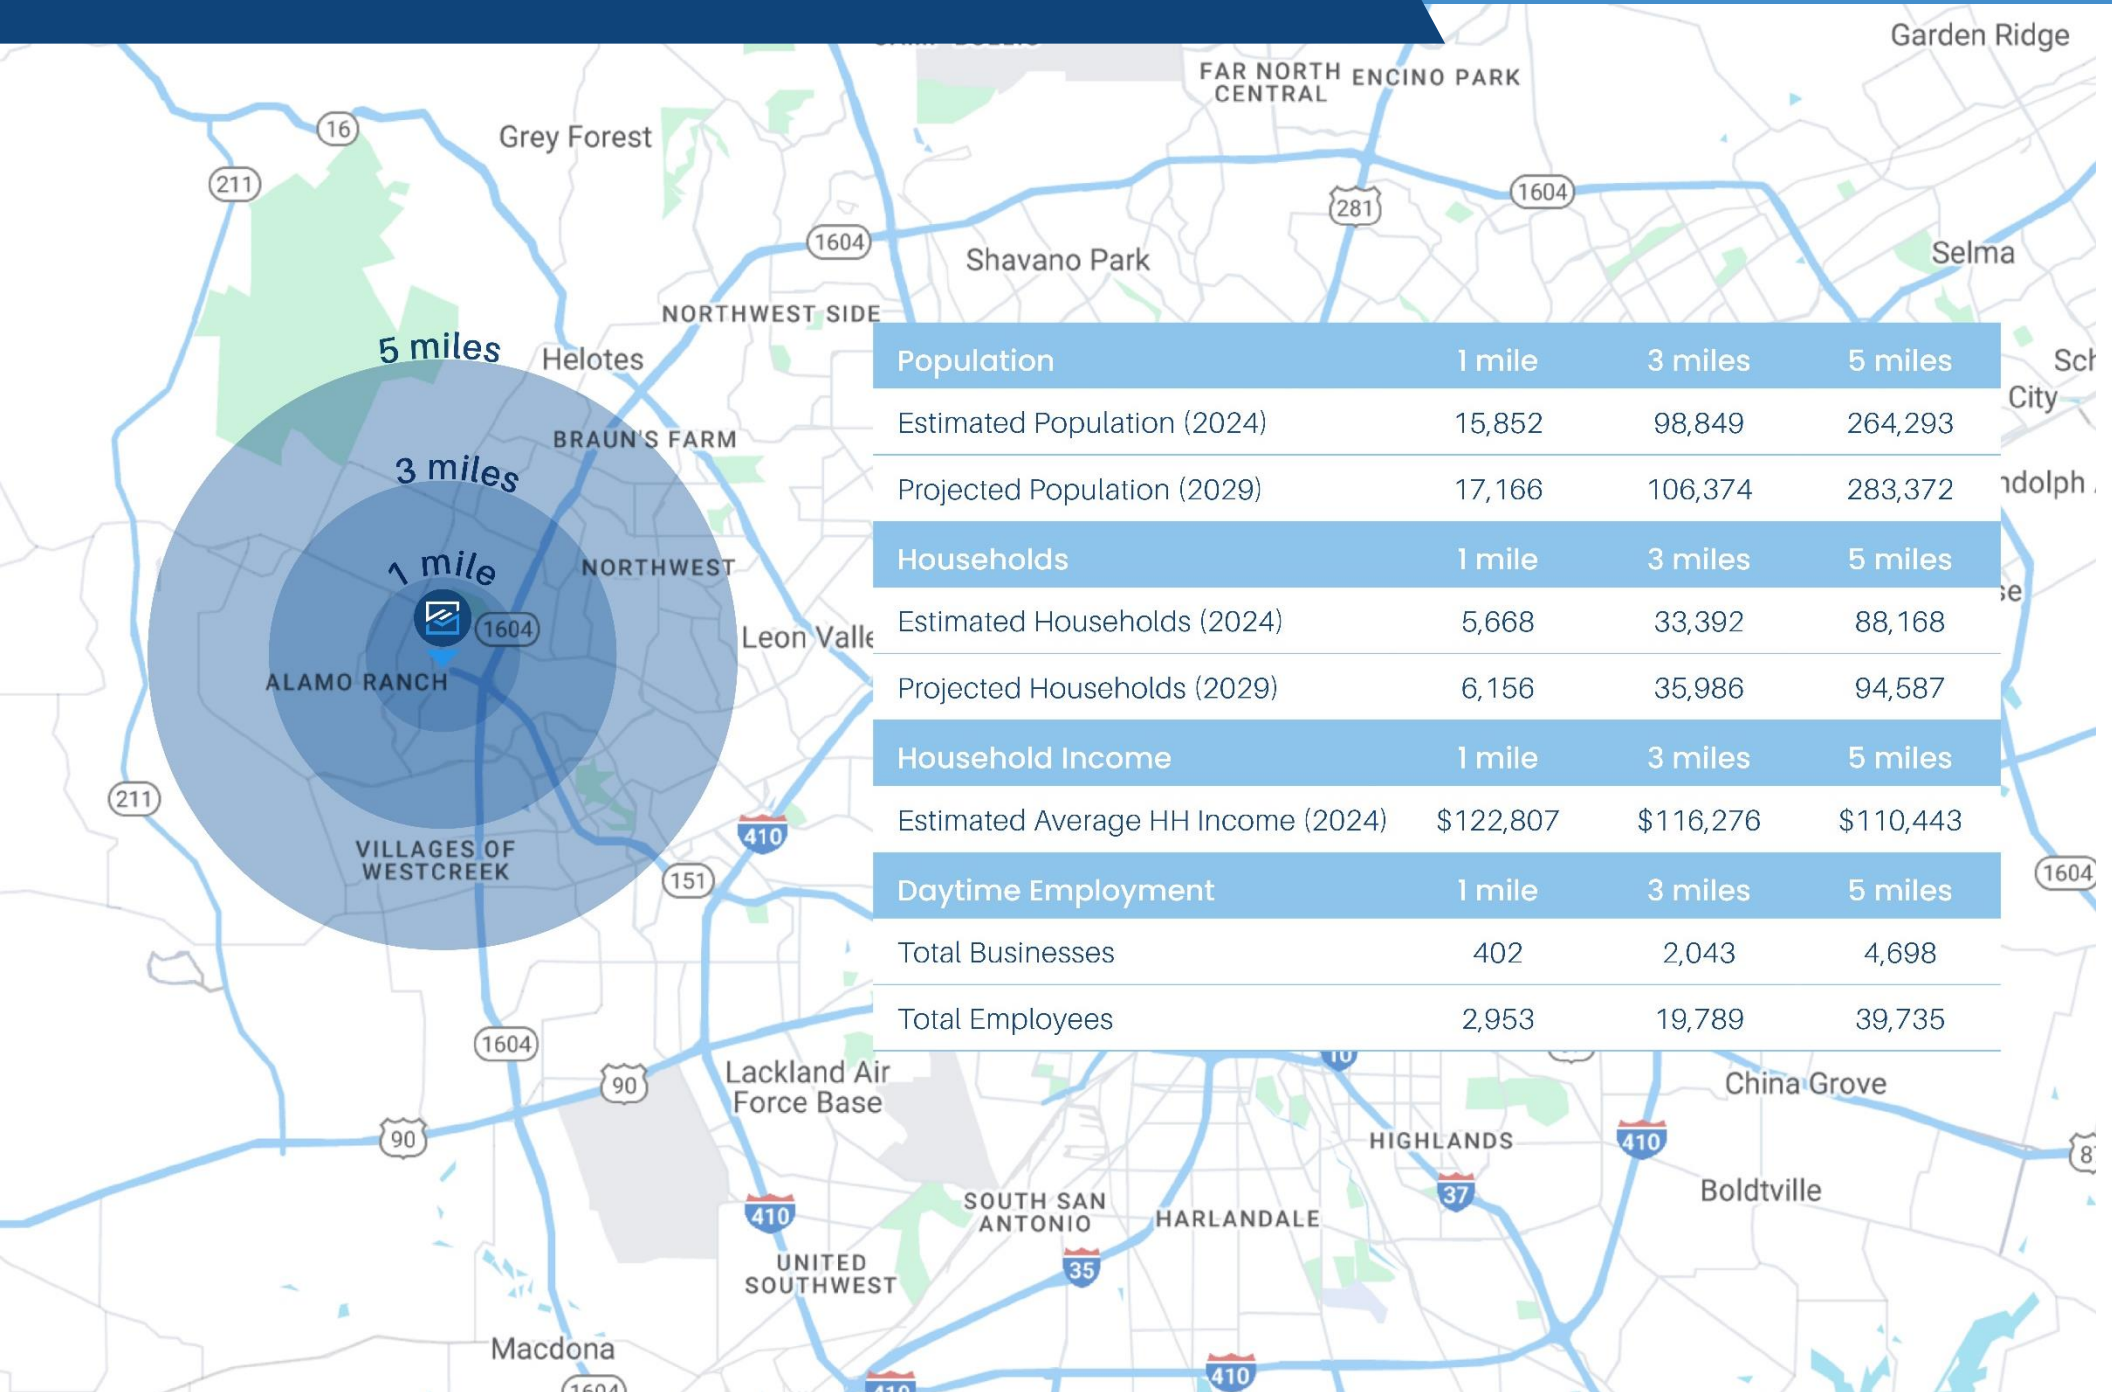 Garden Ridge
FAR NORTH
CENTRAL
ENCINO PARK
16
Grey Forest
211
281
1604
1604
Shavano Park
Selma
NORTHWEST SIDE
5 miles
Helotes
City
BRAUN'S FARM
3 miles
NORTHWEST
1 mile
1604
Leon Valle
ALAMO RANCH
211
410
VILLAGES OF
WESTCREEK
151
1604
Population 1 mile 3 miles 5 miles
Estimated Population (2024) 15,852 98,849 264,293
Projected Population (2029) 17,166 106,374 283,372
Households 1 mile 3 miles 5 miles
Estimated Households (2024) 5,668 33,392 88,168
Projected Households (2029) 6,156 35,986 94,587
Household Income 1 mile 3 miles 5 miles
Estimated Average HH Income (2024) $122,807 $116,276 $110,443
Daytime Employment 1 mile 3 miles 5 miles
Total Businesses 402 2,043 4,698
Total Employees 2,953 19,789 39,735
1604
90
Lackland Air
Force Base
10
China Grove
90
HIGHLANDS
410
410
37
Boldtville
SOUTH SAN
ANTONIO
HARLANDALE
UNITED
SOUTHWEST
35
Macdona
410
1604
410